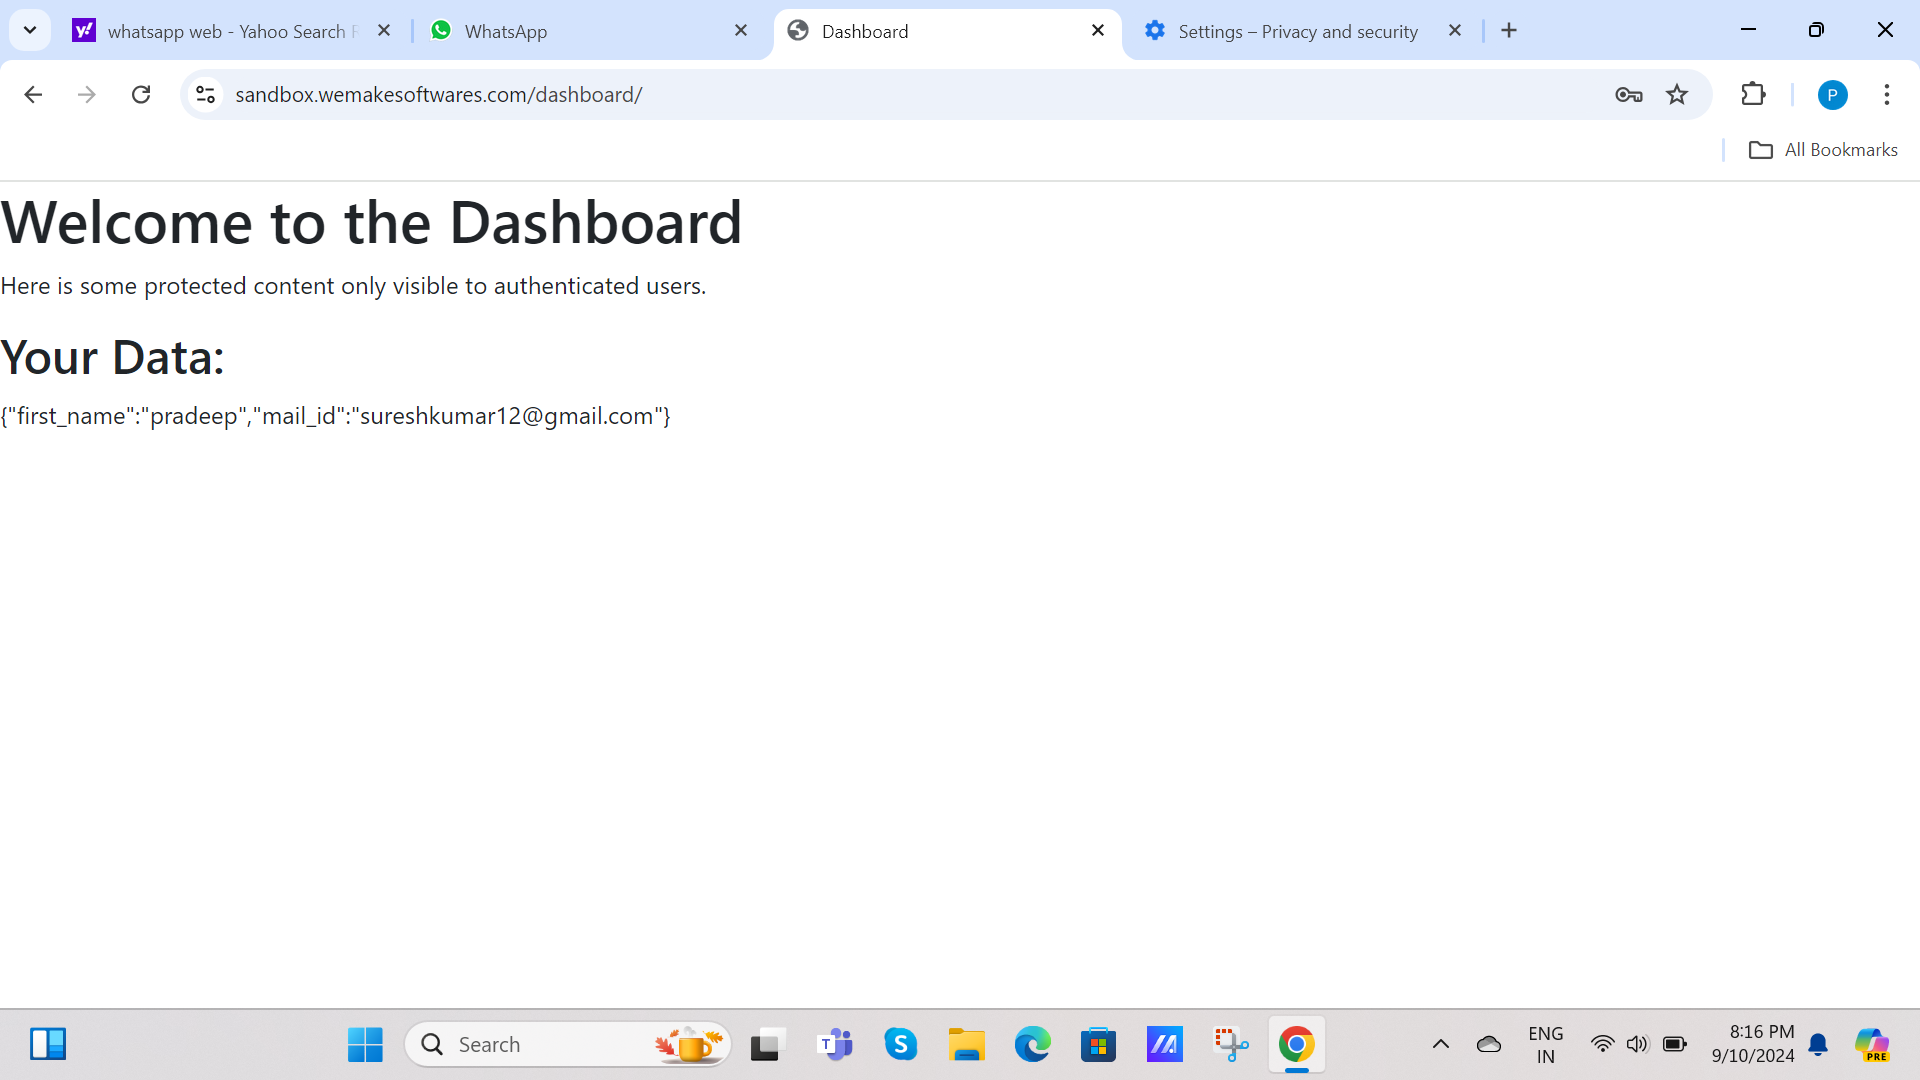 whatsapp web - Yahoo Search
WhatsApp
Dashboard
Settings – Privacy and security
sandbox.wemakesoftwares.com/dashboard/
P
All Bookmarks
Welcome to the Dashboard
Here is some protected content only visible to authenticated users.
Your Data:
{"first_name":"pradeep","mail_id":"sureshkumar12@gmail.com"}
Search
ENG
IN
8:16 PM
9/10/2024
PRE